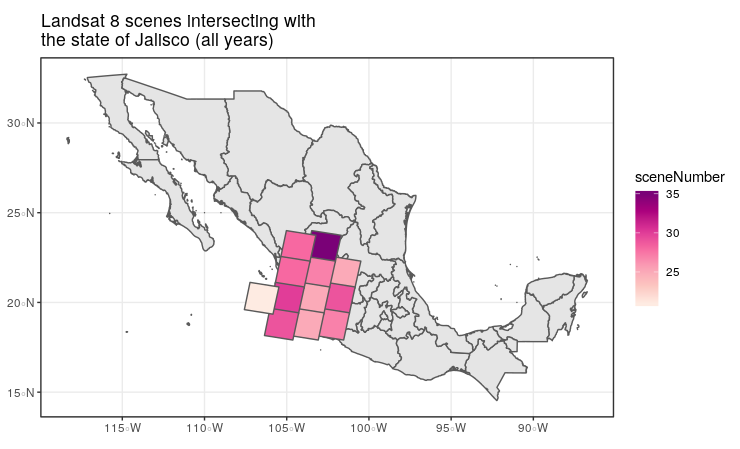 Landsat 8 scenes intersecting with
the state of Jalisco (all years)
30°N
25°N
20°N
15°N
115°W
110°W
105°W
100°W
95°W
90°W
sceneNumber
35
30
25